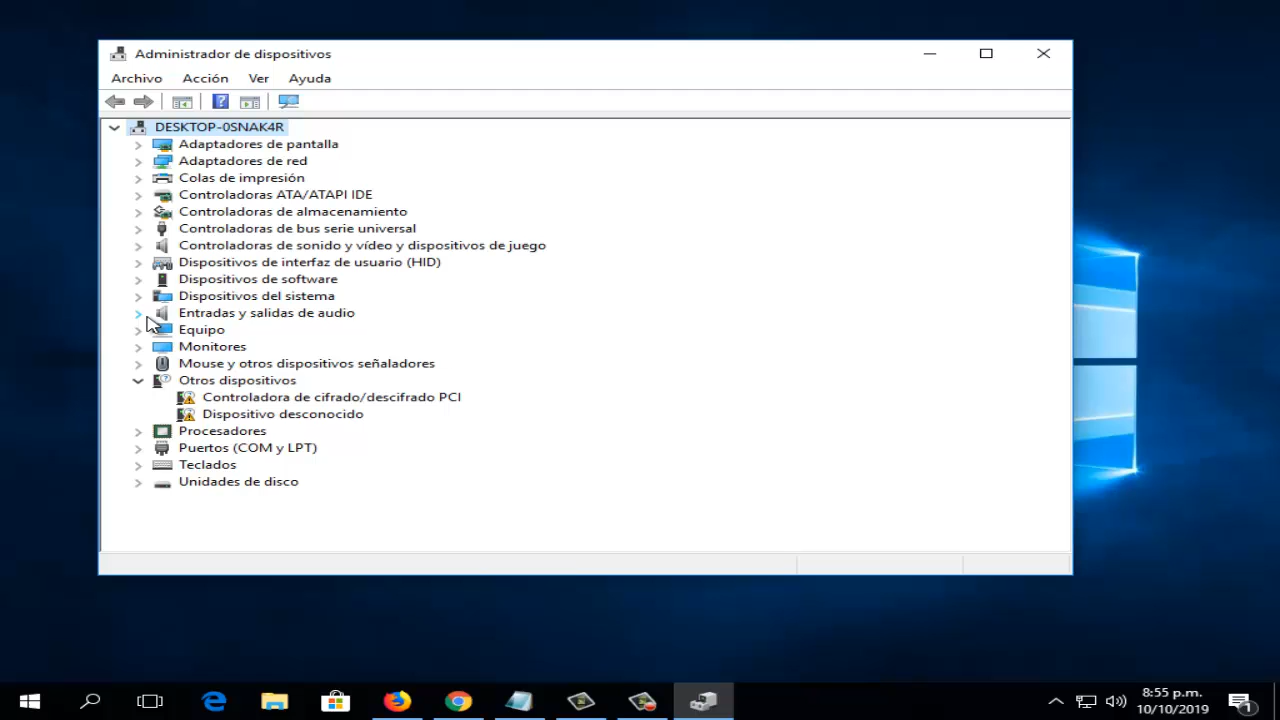 Administrador de dispositivos
Archivo Acción Ver Ayuda
DESKTOP-0SNAK4R
Adaptadores de pantalla
Adaptadores de red
Colas de impresión
Controladoras ATA/ATAPI IDE
Controladoras de almacenamiento
Controladoras de bus serie universal
Controladoras de sonido y vídeo y dispositivos de juego
Dispositivos de interfaz de usuario (HID)
Dispositivos de software
Dispositivos del sistema
Entradas y salidas de audio
Equipo
Monitores
Mouse y otros dispositivos señaladores
Otros dispositivos
Controladora de cifrado/descifrado PCI
Dispositivo desconocido
Procesadores
Puertos (COM y LPT)
Teclados
Unidades de disco
8:55 p.m.
10/10/2019
1